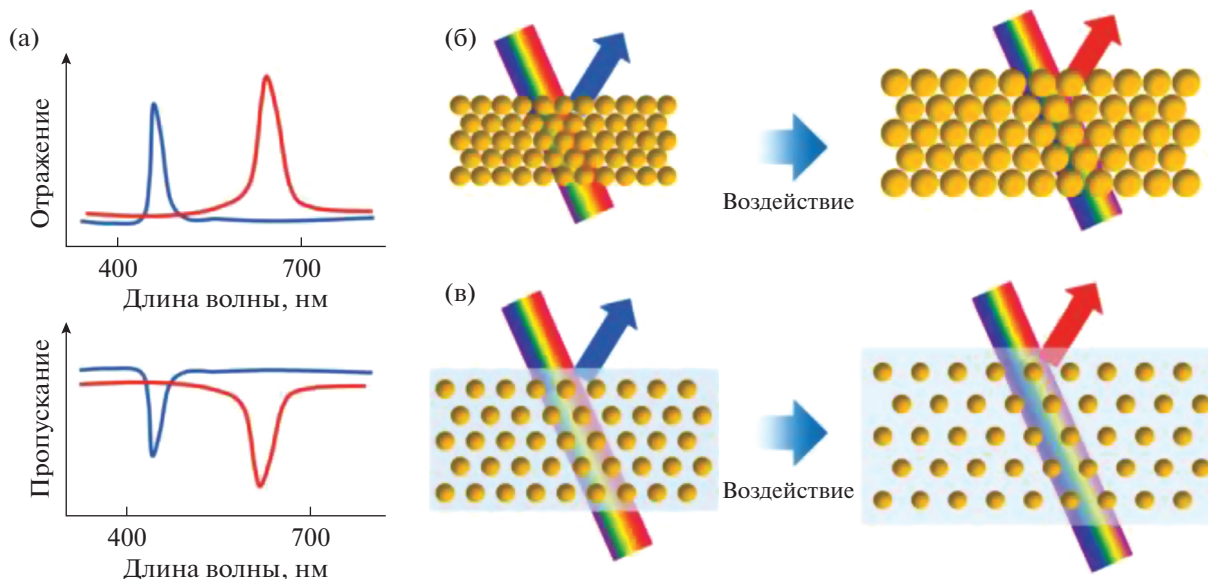 (а)
Отражение
400
700
Длина волны, нм
Пропускание
400
700
Длина волны, нм
(б)
Воздействие
(в)
Воздействие